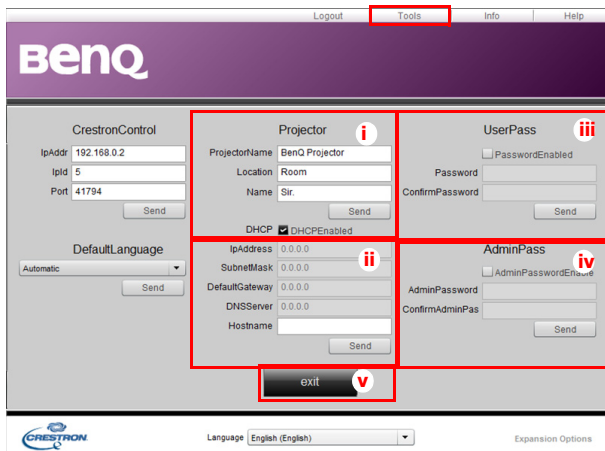 Logout Tools Info Help
BenQ
CrestronControl
IpAddr 192.168.0.2
IpId 5
Port 41794
Send
DefaultLanguage
Automatic
Send
Projector i
ProjectorName BenQ Projector
Location Room
Name Sir.
Send
DHCP DHCPEnabled
ii
IpAddress 0.0.0.0
SubnetMask 0.0.0.0
DefaultGateway 0.0.0.0
DNSServer 0.0.0.0
Hostname
Send
UserPass iii
PasswordEnabled
Password
ConfirmPassword
Send
AdminPass iv
AdminPasswordEnable
AdminPassword
ConfirmAdminPas
Send
exit v
CRESTRON
Language English (English)
Expansion Options